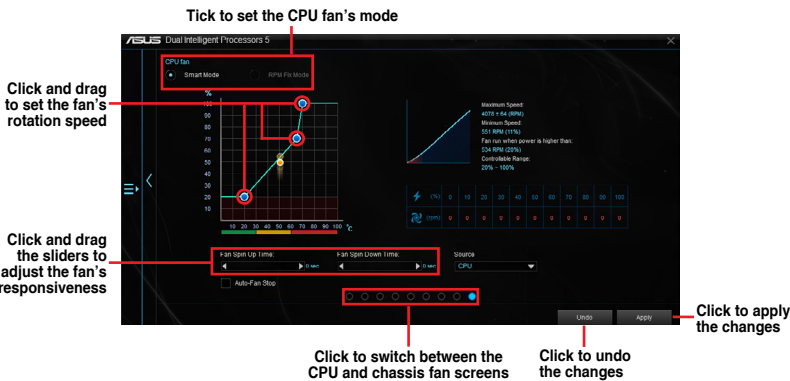 Tick to set the CPU fan's mode
ASUS Dual Intelligent Processors 5
CPU fan
Smart Mode
RPM Fix Mode
Click and drag
to set the fan's
rotation speed
%
100
90
80
70
60
50
40
30
20
10
10 20 30 40 50 60 70 80 90 100 °c
Maximum Speed:
4078 ± 64 (RPM)
Minimum Speed
551 RPM (11%)
Fan run when power is higher than:
534 RPM (20%)
Controllable Range:
20% ~ 100%
(%) 0 10 20 30 40 50 60 70 80 90 100
(rpm) 0 0 0 0 0 0 0 0 0 0 0
Click and drag
the sliders to
adjust the fan's
responsiveness
Fan Spin Up Time:
0 sec
Fan Spin Down Time:
0 sec
Source
CPU
Auto-Fan Stop
Undo
Apply
Click to apply
the changes
Click to switch between the
CPU and chassis fan screens
Click to undo
the changes